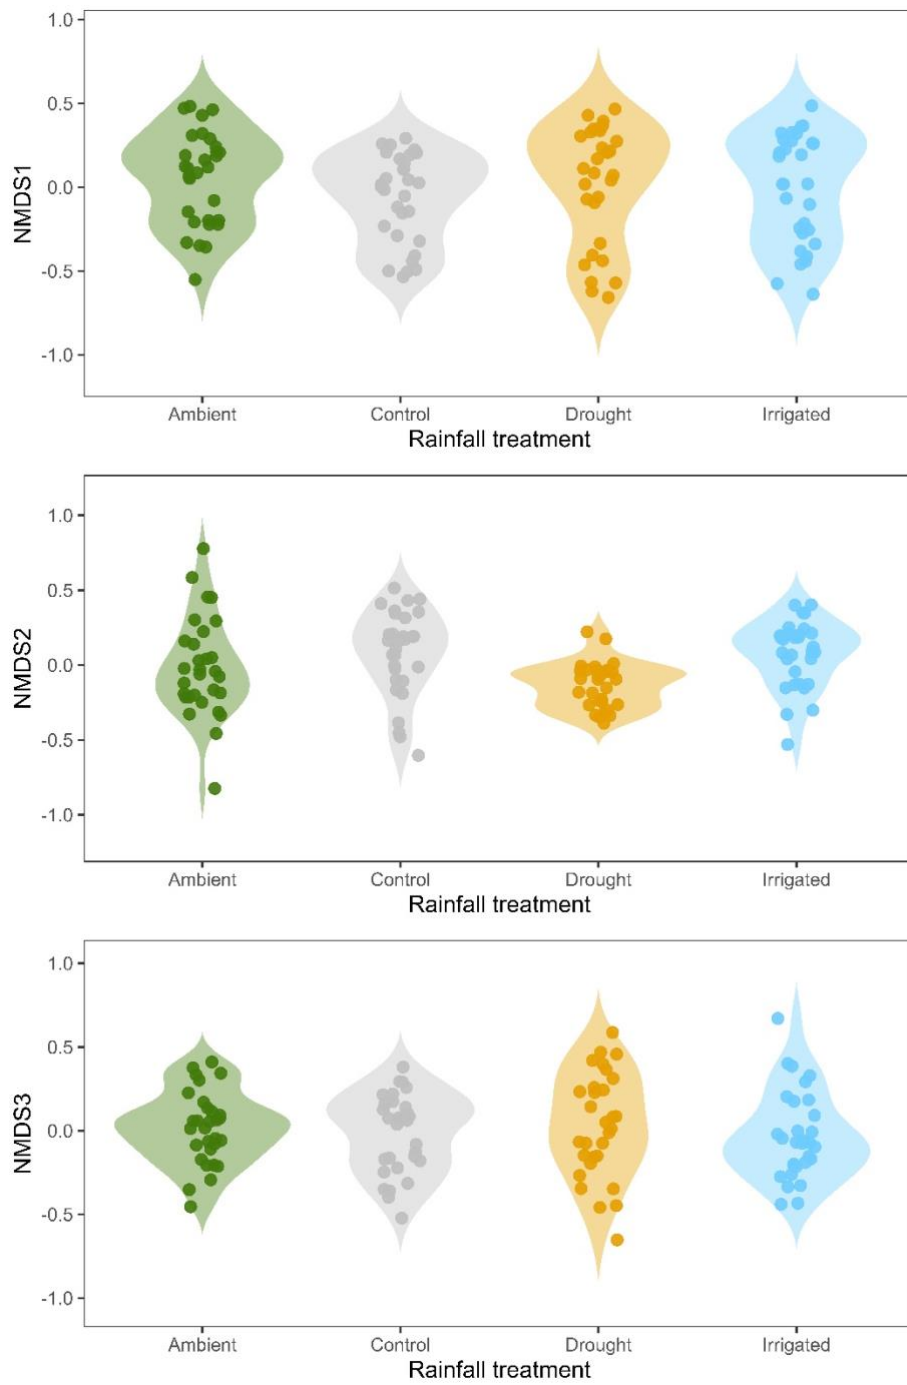 1.0
0.5
0.0
-0.5
-1.0
NMDS1
Ambient Control Drought Irrigated
Rainfall treatment
1.0
0.5
0.0
-0.5
-1.0
NMDS2
Ambient Control Drought Irrigated
Rainfall treatment
1.0
0.5
0.0
-0.5
-1.0
NMDS3
Ambient Control Drought Irrigated
Rainfall treatment